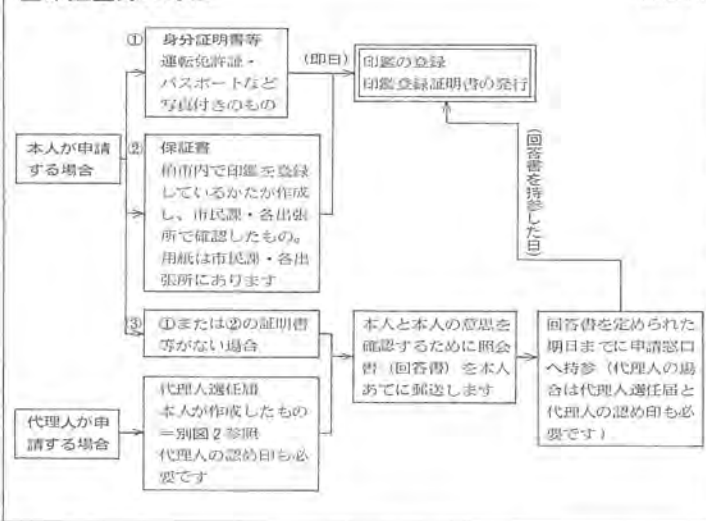 本人が申請
する場合
①
身分証明書等
運転免許証・
パスポートなど
写真付きのもの
(即日)
印鑑の登録
印鑑登録証明書の発行
②
保証書
柏市内で印鑑を登録
しているかたが作成
し、市民課・各出張
所で確認したもの。
用紙は市民課・各出
張所にあります
③
①または②の証明書
等がない場合
代理人が申
請する場合
代理人選任届
本人が作成したもの
=別図2参照
代理人の認め印も必
要です
本人と本人の意思を
確認するために照会
書(回答書)を本人
あてに郵送します
回答書を定められた
期日までに申請窓口
へ持参(代理人の場
合は代理人選任届と
代理人の認め印も必
要です)
(回答書を持参した日)